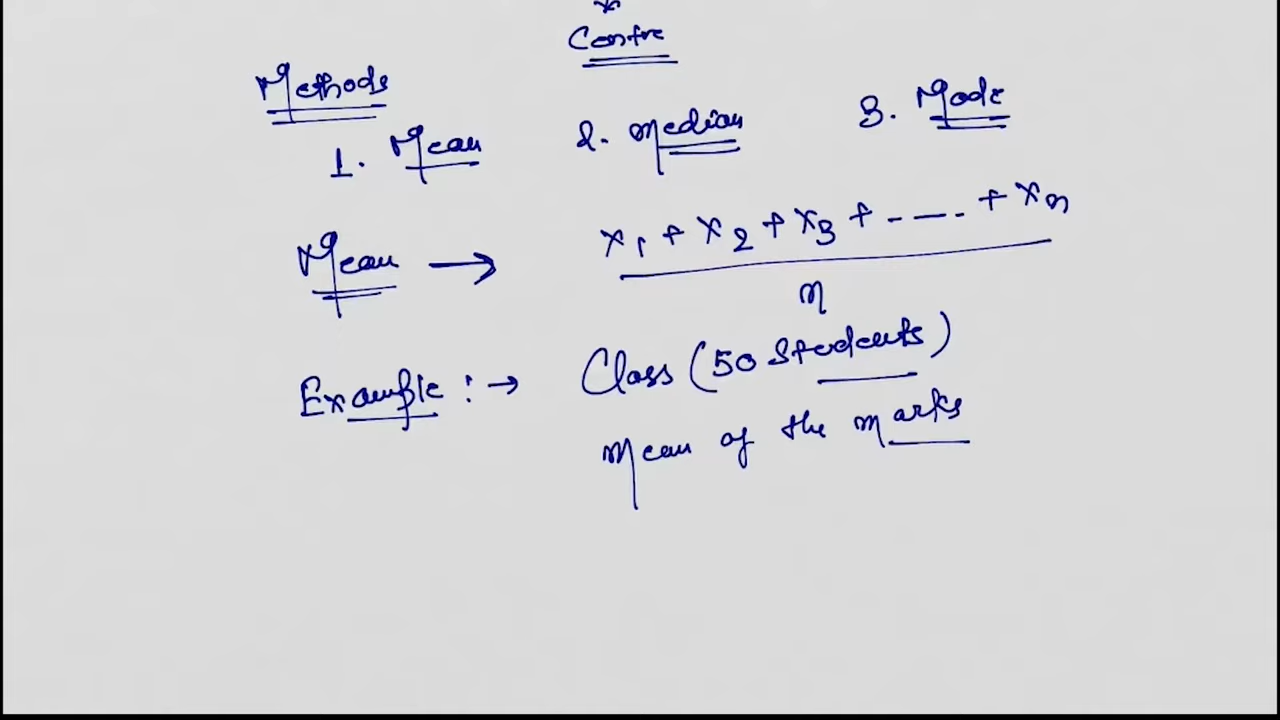 Centre
Methods
1. Mean 2. Median 3. Mode
Mean → x1 + x2 + x3 + ----. + xn
n
Example :→ Class (50 Students)
Mean of the marks